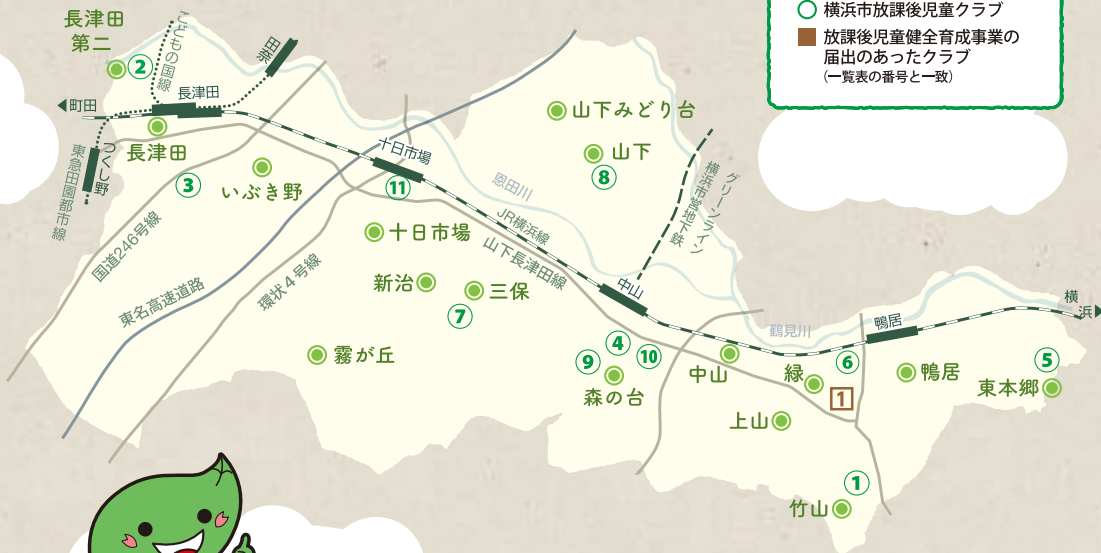 横浜市放課後児童クラブ
放課後児童健全育成事業の
届出のあったクラブ
（一覧表の番号と一致）
長津田
第二
②
こどもの国線
田奈
◀町田
長津田
長津田
つくし野
東急田園都市線
③
いぶき野
国道246号線
東名高速道路
環状4号線
十日市場
⑪
十日市場
新治
三保
⑦
霧が丘
恩田川
JR横浜線
山下長津田線
山下みどり台
山下
⑧
グリーンライン
横浜市営地下鉄
中山
④
⑨
⑩
森の台
中山
鶴見川
鴨居
⑥
緑
1
上山
鴨居
⑤
東本郷
横浜▶
①
竹山